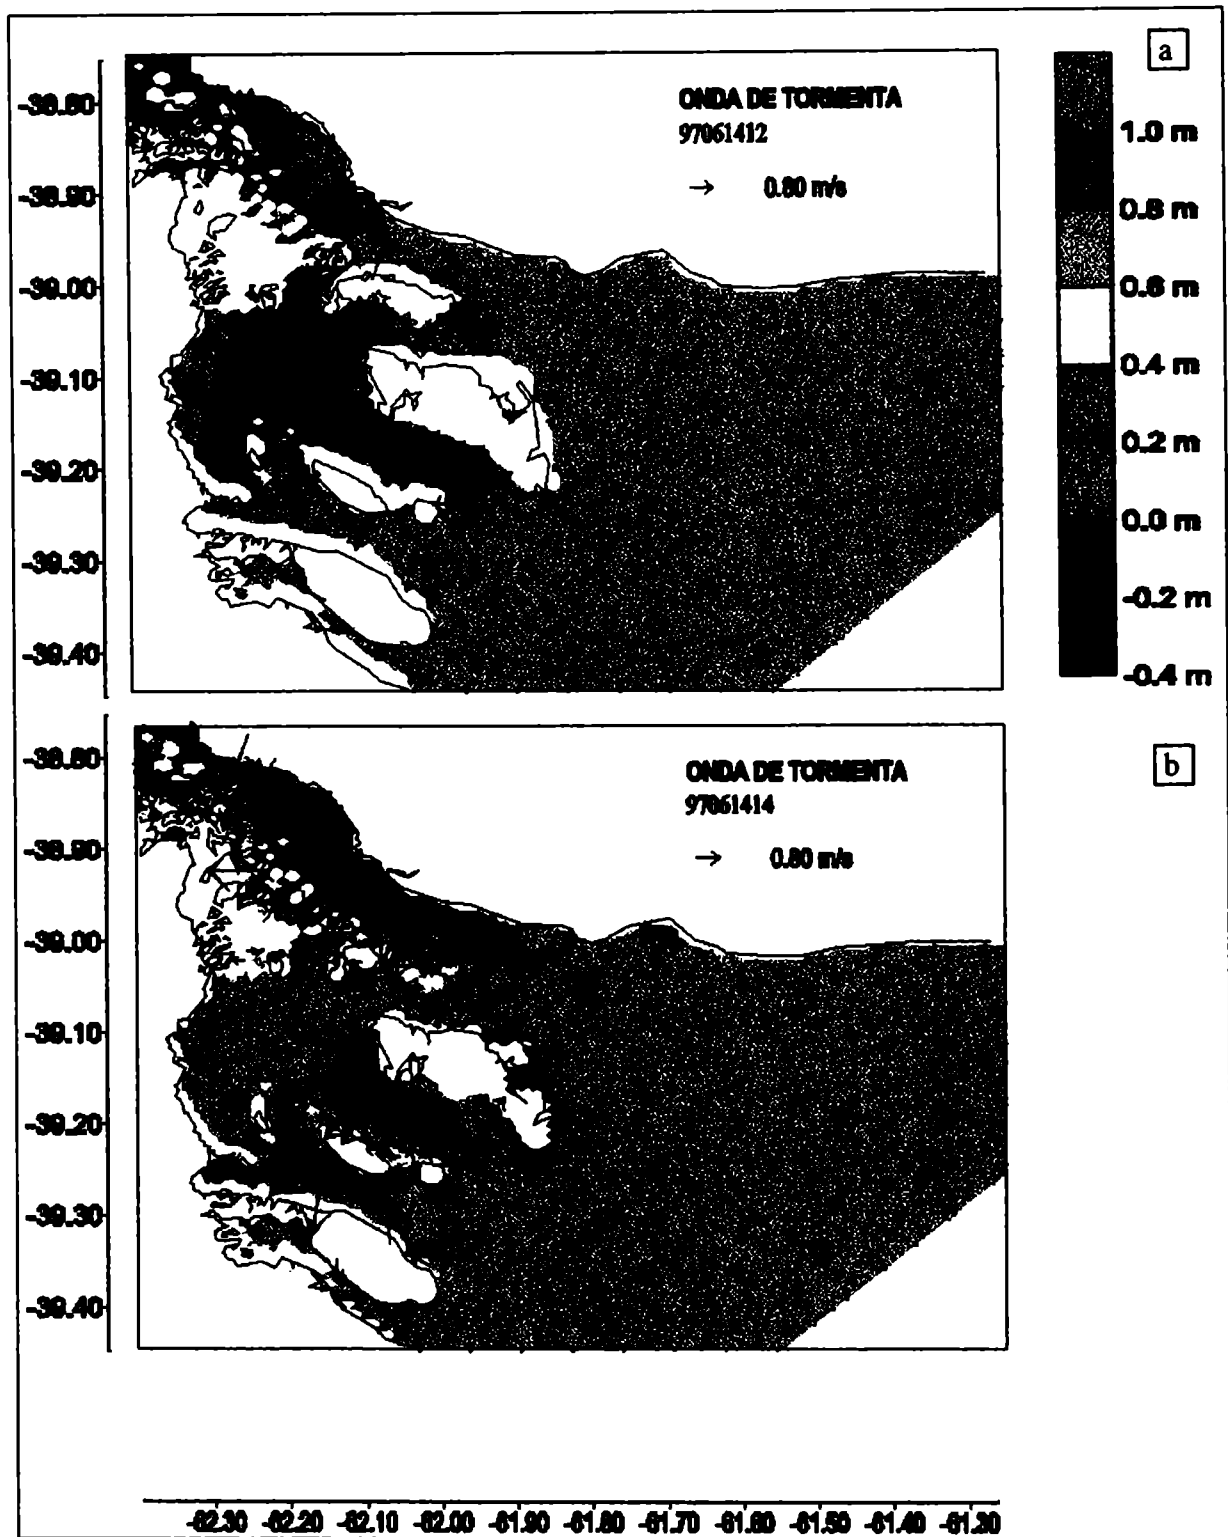 a
ONDA DE TORMENTA
97061412
0.80 m/s
-38.80
-38.90
-39.00
-39.10
-39.20
-39.30
-39.40
1.0 m
0.8 m
0.6 m
0.4 m
0.2 m
0.0 m
-0.2 m
-0.4 m
b
ONDA DE TORMENTA
97061414
0.80 m/s
-38.80
-38.90
-39.00
-39.10
-39.20
-39.30
-39.40
-62.30 -62.20 -62.10 -62.00 -61.90 -61.80 -61.70 -61.60 -61.50 -61.40 -61.30